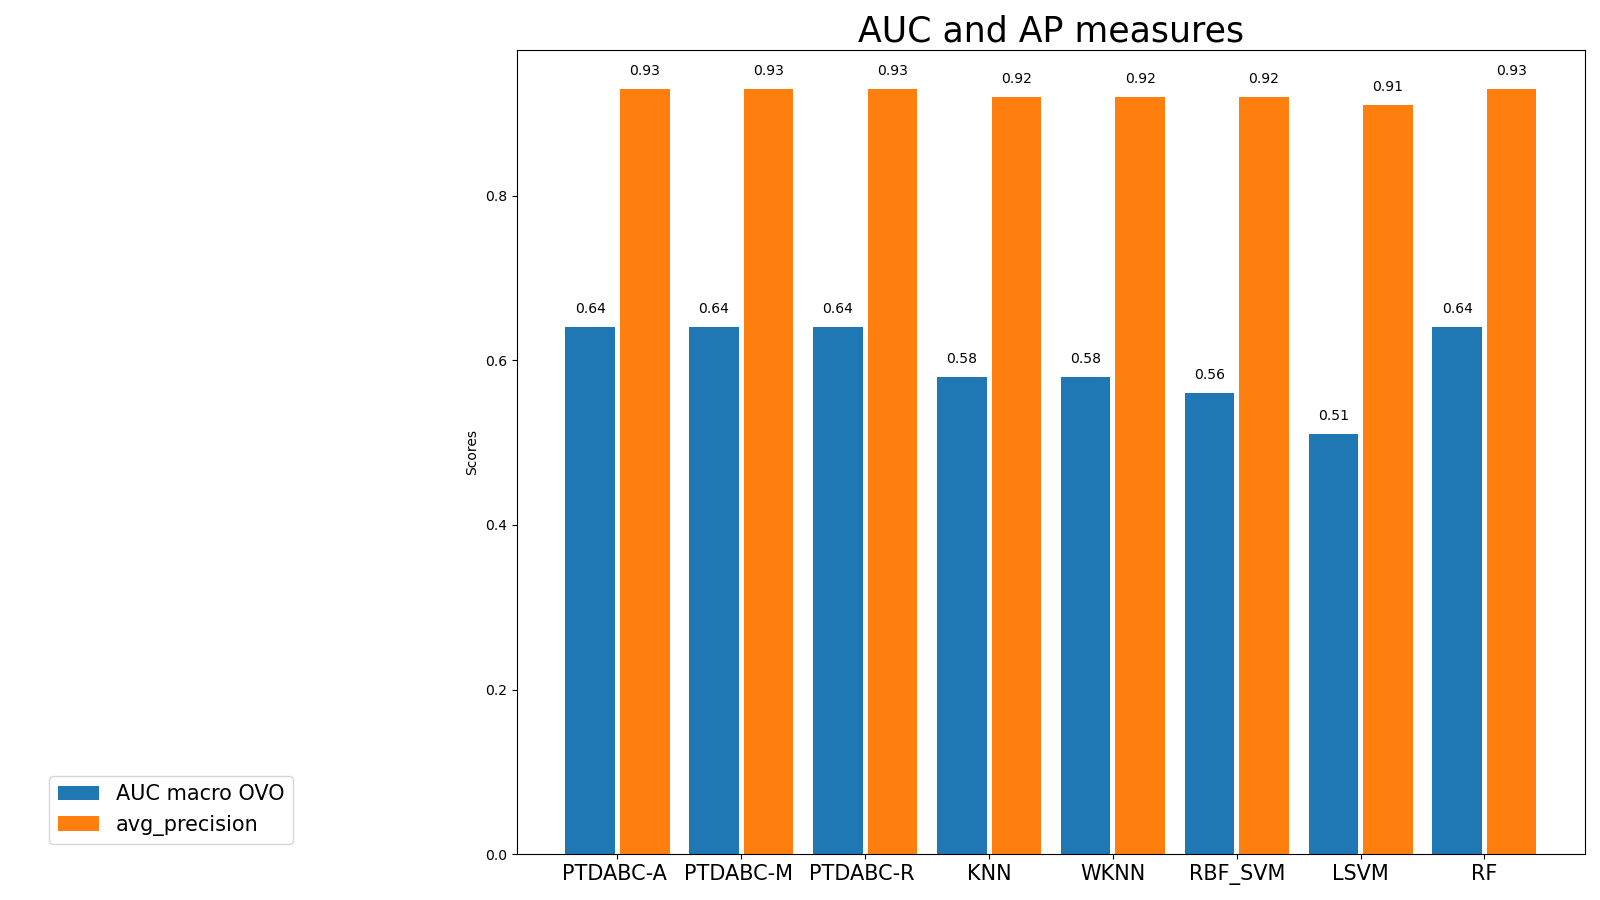 AUC and AP measures
0.93 0.93 0.93 0.92 0.92 0.92 0.91 0.93
0.8
0.64 0.64 0.64 0.58 0.58 0.56 0.51 0.64
0.6
Scores
0.4
0.2
0.0
PTDABC-A PTDABC-M PTDABC-R KNN WKNN RBF_SVM LSVM RF
AUC macro OVO
avg_precision